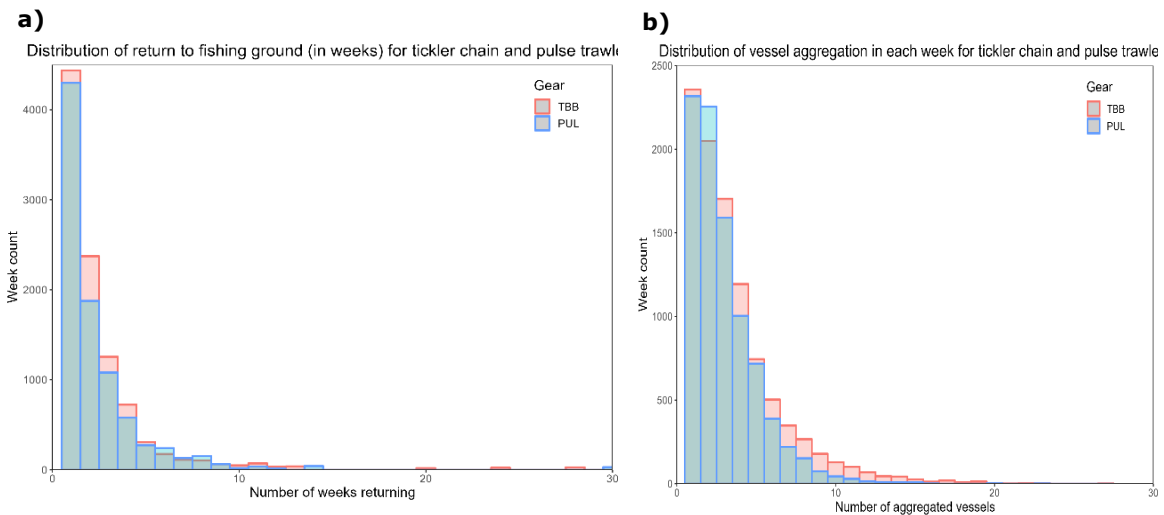 a)
Distribution of return to fishing ground (in weeks) for tickler chain and pulse trawle
Gear
TBB
PUL
4000
3000
2000
1000
0
Week count
0 10 20 30
Number of weeks returning
b)
Distribution of vessel aggregation in each week for tickler chain and pulse trawle
Gear
TBB
PUL
2500
2000
1500
1000
500
0
Week count
0 10 20 30
Number of aggregated vessels